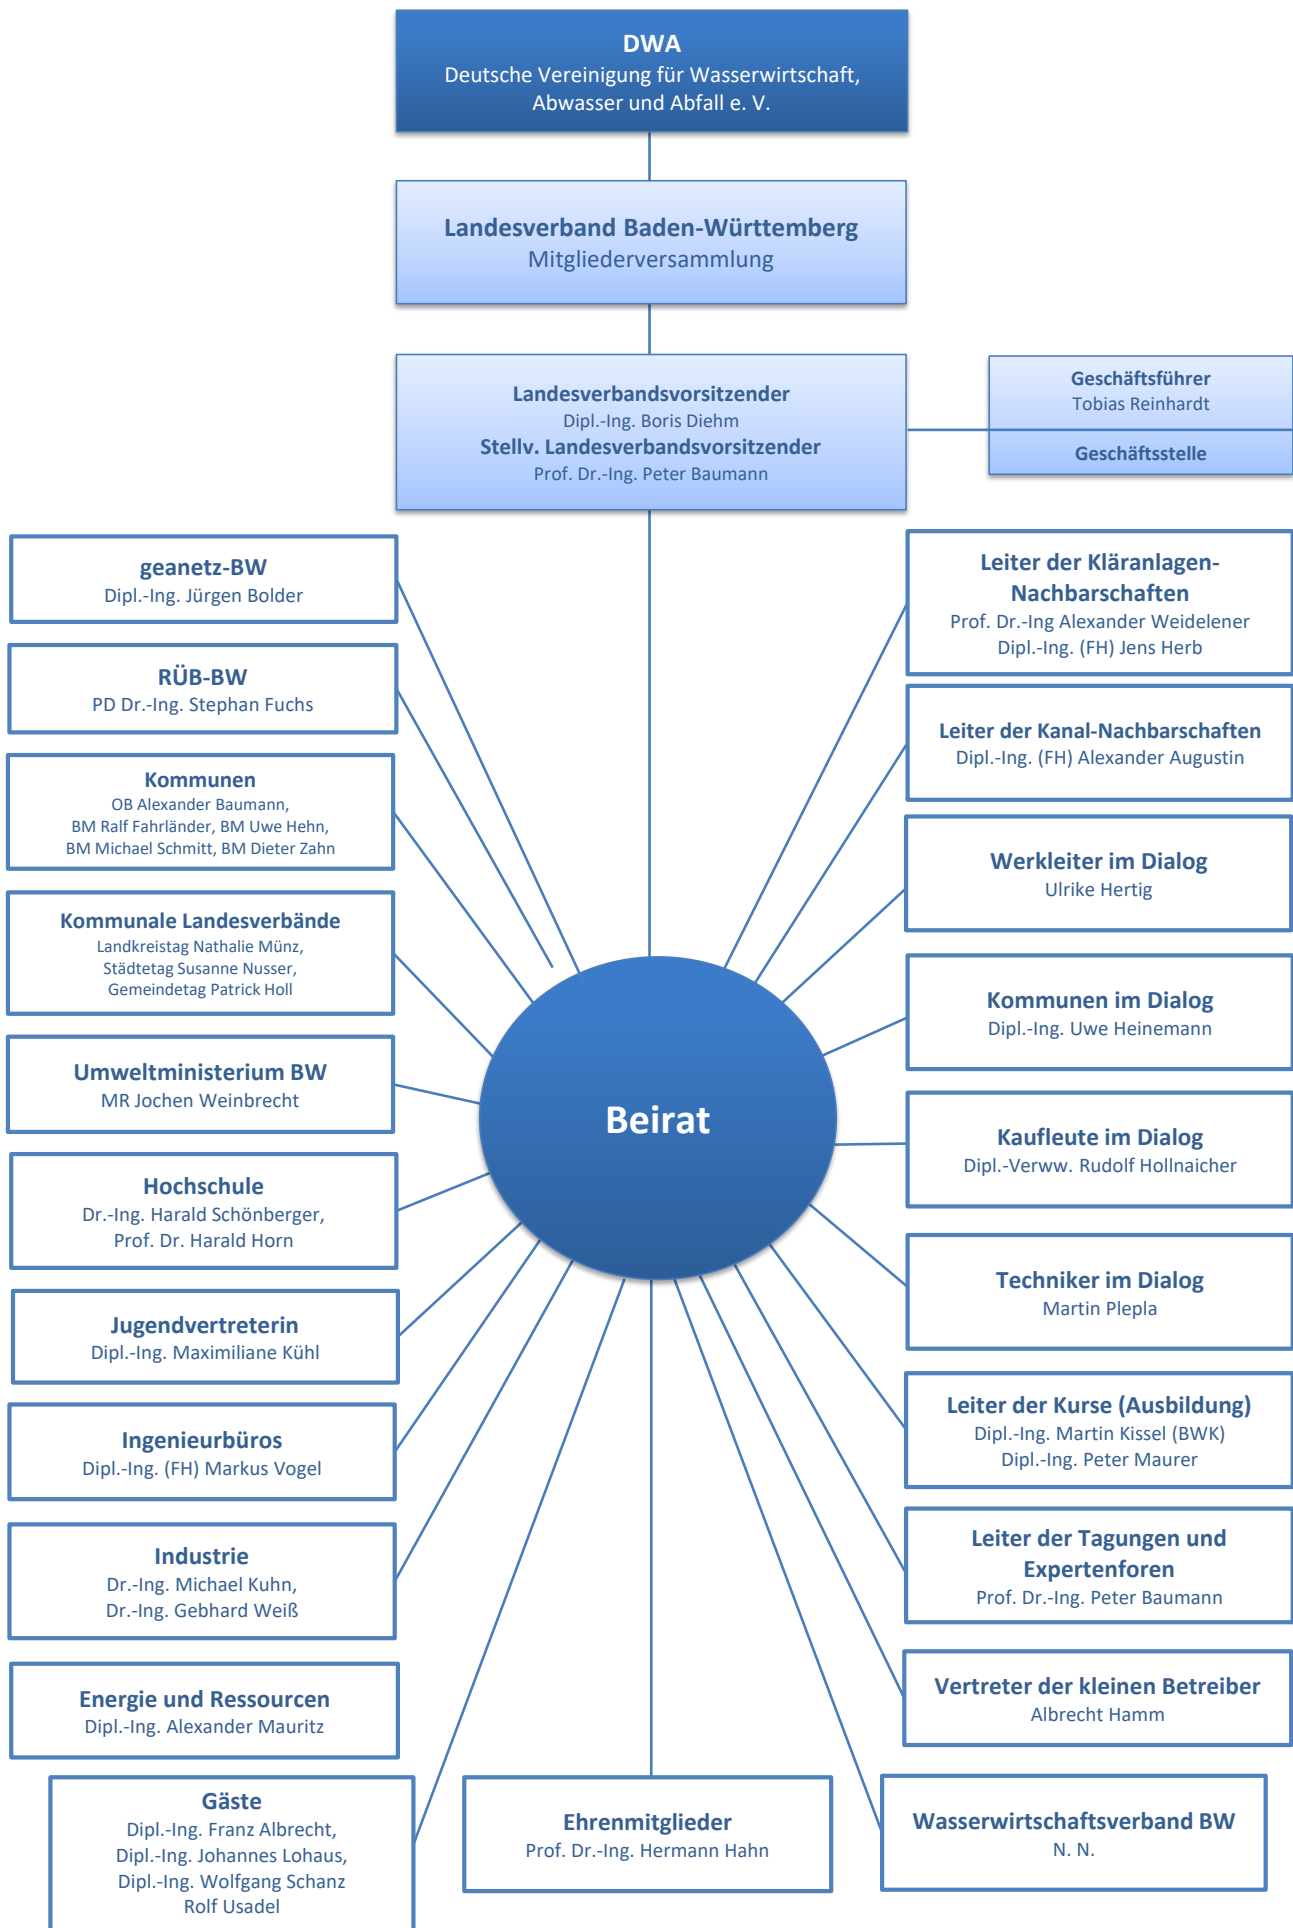 DWA
Deutsche Vereinigung für Wasserwirtschaft,
Abwasser und Abfall e. V.
Landesverband Baden-Württemberg
Mitgliederversammlung
Landesverbandsvorsitzender
Dipl.-Ing. Boris Diehm
Stellv. Landesverbandsvorsitzender
Prof. Dr.-Ing. Peter Baumann
Geschäftsführer
Tobias Reinhardt
Geschäftsstelle
geanetz-BW
Dipl.-Ing. Jürgen Bolder
RÜB-BW
PD Dr.-Ing. Stephan Fuchs
Kommunen
OB Alexander Baumann,
BM Ralf Fahrländer, BM Uwe Hehn,
BM Michael Schmitt, BM Dieter Zahn
Kommunale Landesverbände
Landkreistag Nathalie Münz,
Städtetag Susanne Nusser,
Gemeindetag Patrick Holl
Umweltministerium BW
MR Jochen Weinbrecht
Hochschule
Dr.-Ing. Harald Schönberger,
Prof. Dr. Harald Horn
Jugendvertreterin
Dipl.-Ing. Maximiliane Kühl
Ingenieurbüros
Dipl.-Ing. (FH) Markus Vogel
Industrie
Dr.-Ing. Michael Kuhn,
Dr.-Ing. Gebhard Weiß
Energie und Ressourcen
Dipl.-Ing. Alexander Mauritz
Gäste
Dipl.-Ing. Franz Albrecht,
Dipl.-Ing. Johannes Lohaus,
Dipl.-Ing. Wolfgang Schanz
Rolf Usadel
Beirat
Ehrenmitglieder
Prof. Dr.-Ing. Hermann Hahn
Leiter der Kläranlagen-
Nachbarschaften
Prof. Dr.-Ing Alexander Weidelener
Dipl.-Ing. (FH) Jens Herb
Leiter der Kanal-Nachbarschaften
Dipl.-Ing. (FH) Alexander Augustin
Werkleiter im Dialog
Ulrike Hertig
Kommunen im Dialog
Dipl.-Ing. Uwe Heinemann
Kaufleute im Dialog
Dipl.-Verww. Rudolf Hollnaicher
Techniker im Dialog
Martin Plepla
Leiter der Kurse (Ausbildung)
Dipl.-Ing. Martin Kissel (BWK)
Dipl.-Ing. Peter Maurer
Leiter der Tagungen und
Expertenforen
Prof. Dr.-Ing. Peter Baumann
Vertreter der kleinen Betreiber
Albrecht Hamm
Wasserwirtschaftsverband BW
N. N.